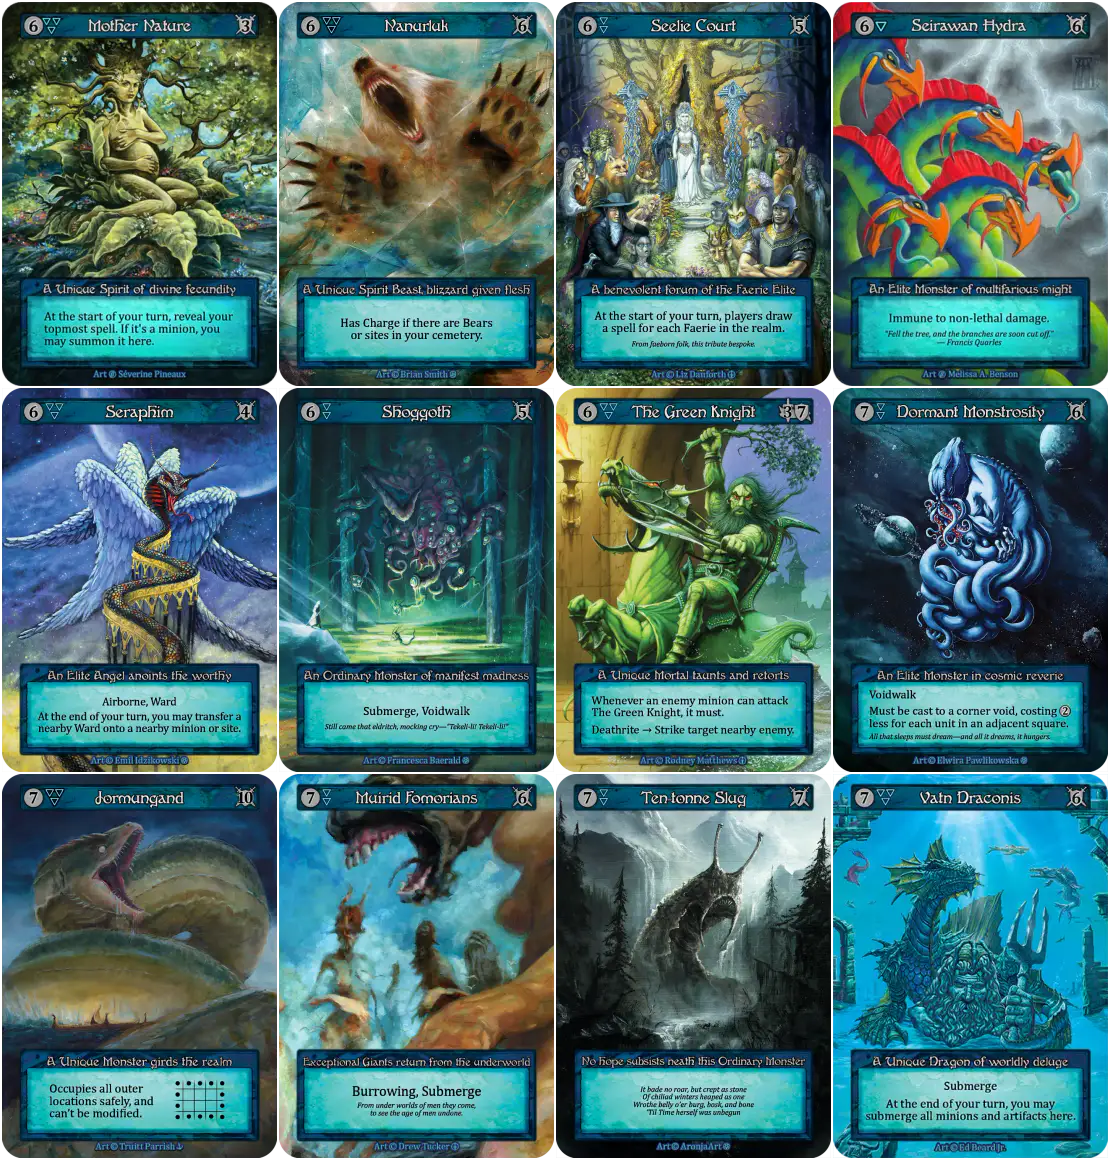 6 Mother Nature 3
A Unique Spirit of divine fecundity
At the start of your turn, reveal your
topmost spell. If it's a minion, you
may summon it here.
Art Séverine Pineaux
6 Nanurluk 6
A Unique Spirit Beast, blizzard given flesh
Has Charge if there are Bears
or sites in your cemetery.
Art © Brian Smith
6 Seelie Court 5
A benevolent forum of the Faerie Elite
At the start of your turn, players draw
a spell for each Faerie in the realm.
From faeborn folk, this tribute bespoke.
Art © Liz Danforth
6 Seirawan Hydra 6
An Elite Monster of multifarious might
Immune to non-lethal damage.
"Fell the tree, and the branches are soon cut off."
— Francis Quarles
Art Melissa A. Benson
6 Seraphim 4
An Elite Angel anoints the worthy
Airborne, Ward
At the end of your turn, you may transfer a
nearby Ward onto a nearby minion or site.
Art © Emil Idzikowski
6 Shoggoth 5
An Ordinary Monster of manifest madness
Submerge, Voidwalk
Still came that eldritch, mocking cry—"Tekeli-li! Tekeli-li!"
Art © Francesca Baerald
6 The Green Knight 3 7
A Unique Mortal taunts and retorts
Whenever an enemy minion can attack
The Green Knight, it must.
Deathrite → Strike target nearby enemy.
Art © Rodney Matthews
7 Dormant Monstrosity 6
An Elite Monster in cosmic reverie
Voidwalk
Must be cast to a corner void, costing 2
less for each unit in an adjacent square.
All that sleeps must dream—and all it dreams, it hungers.
Art © Elwira Pawlikowska
7 Jormungand 10
A Unique Monster girds the realm
Occupies all outer
locations safely, and
can't be modified.
Art © Truitt Parrish
7 Muirid Fomorians 6
Exceptional Giants return from the underworld
Burrowing, Submerge
From under worlds of men they come,
to see the age of men undone.
Art © Drew Tucker
7 Ten-tonne Slug 7
No hope subsists neath this Ordinary Monster
It bade no roar, but crept as stone
Of chiliad winters heaped as one
Wrothe belly o'er burg, bask, and bone
'Til Time herself was unbegun
Art © AronjaArt
7 Vatn Draconis 6
A Unique Dragon of worldly deluge
Submerge
At the end of your turn, you may
submerge all minions and artifacts here.
Art © Ed Beard Jr.